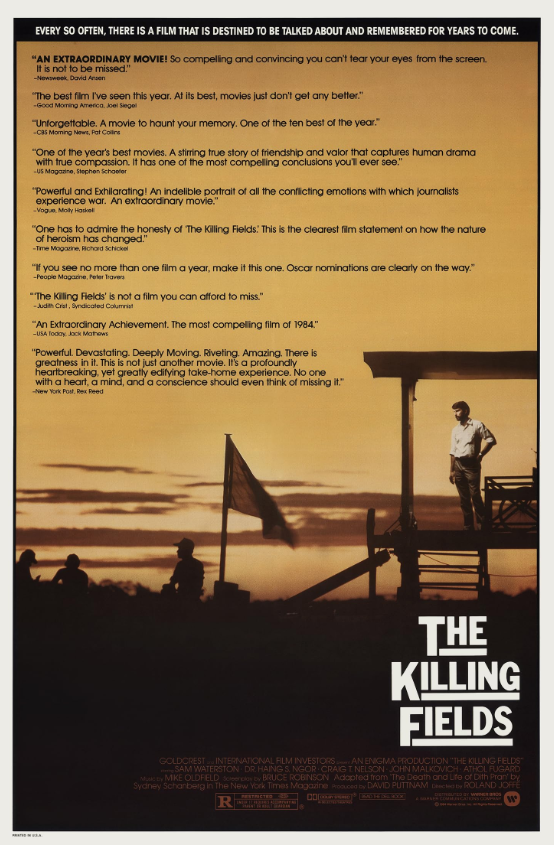 EVERY SO OFTEN, THERE IS A FILM THAT IS DESTINED TO BE TALKED ABOUT AND REMEMBERED FOR YEARS TO COME.
"AN EXTRAORDINARY MOVIE! So compelling and convincing you can't tear your eyes from the screen.
It is not to be missed."
–Newsweek, David Ansen
"The best film I've seen this year. At its best, movies just don't get any better."
–Good Morning America, Joel Siegel
"Unforgettable. A movie to haunt your memory. One of the ten best of the year."
–CBS Morning News, Pat Collins
"One of the year's best movies. A stirring true story of friendship and valor that captures human drama
with true compassion. It has one of the most compelling conclusions you'll ever see."
–US Magazine, Stephen Schaefer
"Powerful and Exhilarating! An indelible portrait of all the conflicting emotions with which journalists
experience war. An extraordinary movie."
–Vogue, Molly Haskell
"One has to admire the honesty of 'The Killing Fields.' This is the clearest film statement on how the nature
of heroism has changed."
–Time Magazine, Richard Schickel
"If you see no more than one film a year, make it this one. Oscar nominations are clearly on the way."
–People Magazine, Peter Travers
"'The Killing Fields' is not a film you can afford to miss."
–Judith Crist, Syndicated Columnist
"An Extraordinary Achievement. The most compelling film of 1984."
–USA Today, Jack Mathews
"Powerful. Devastating. Deeply Moving. Riveting. Amazing. There is
greatness in it. This is not just another movie. It's a profoundly
heartbreaking, yet greatly edifying take-home experience. No one
with a heart, a mind, and a conscience should even think of missing it."
–New York Post, Rex Reed
THE
KILLING
FIELDS
GOLDCREST and INTERNATIONAL FILM INVESTORS present AN ENIGMA PRODUCTION "THE KILLING FIELDS"
SAM WATERSTON · DR. HAING S. NGOR · CRAIG T. NELSON · JOHN MALKOVICH · ATHOL FUGARD
Music by MIKE OLDFIELD Screenplay by BRUCE ROBINSON Adapted from "The Death and Life of Dith Pran" by
Sydney Schanberg in The New York Times Magazine Produced by DAVID PUTTNAM Directed by ROLAND JOFFÉ
R RESTRICTED
DOLBY STEREO
DISTRIBUTED BY WARNER BROS.
A WARNER COMMUNICATIONS COMPANY
PRINTED IN U.S.A.